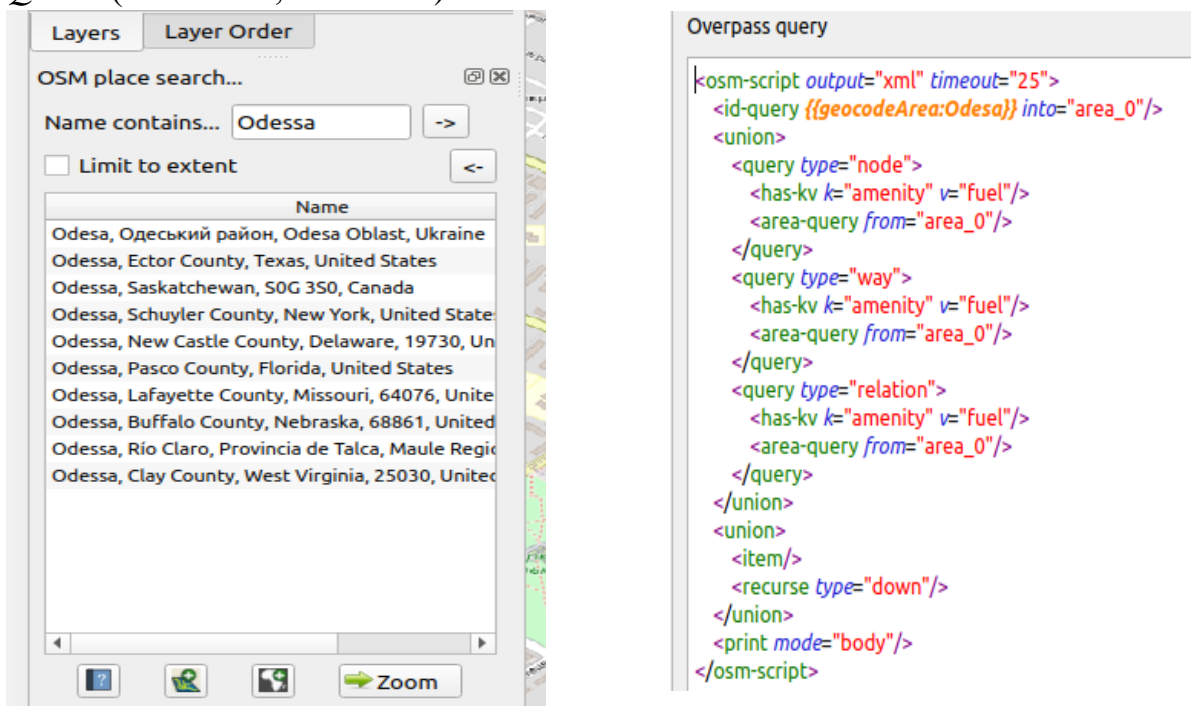 Layers Layer Order
OSM place search...
Name contains... Odessa ->
Limit to extent <-
Name
Odesa, Одеський район, Odesa Oblast, Ukraine
Odessa, Ector County, Texas, United States
Odessa, Saskatchewan, S0G 3S0, Canada
Odessa, Schuyler County, New York, United State
Odessa, New Castle County, Delaware, 19730, Un
Odessa, Pasco County, Florida, United States
Odessa, Lafayette County, Missouri, 64076, Unite
Odessa, Buffalo County, Nebraska, 68861, United
Odessa, Río Claro, Provincia de Talca, Maule Regi
Odessa, Clay County, West Virginia, 25030, Unite
Zoom
Overpass query
<osm-script output="xml" timeout="25">
<id-query {{geocodeArea:Odesa}} into="area_0"/>
<union>
<query type="node">
<has-kv k="amenity" v="fuel"/>
<area-query from="area_0"/>
</query>
<query type="way">
<has-kv k="amenity" v="fuel"/>
<area-query from="area_0"/>
</query>
<query type="relation">
<has-kv k="amenity" v="fuel"/>
<area-query from="area_0"/>
</query>
</union>
<union>
<item/>
<recurse type="down"/>
</union>
<print mode="body"/>
</osm-script>